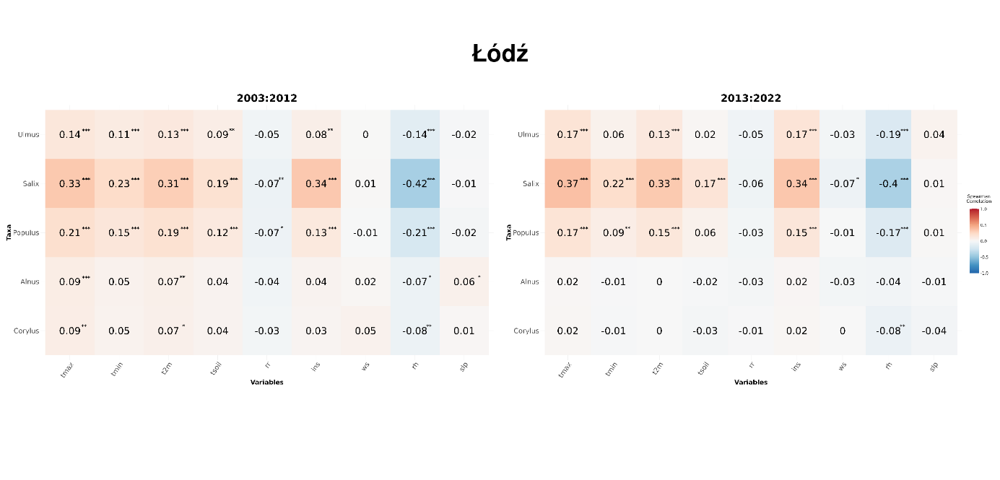 Łódź
2003:2012
Ulmus 0.14*** 0.11*** 0.13*** 0.09** -0.05 0.08** 0 -0.14*** -0.02
Salix 0.33*** 0.23*** 0.31*** 0.19*** -0.07** 0.34*** 0.01 -0.42*** -0.01
Populus 0.21*** 0.15*** 0.19*** 0.12*** -0.07* 0.13*** -0.01 -0.21*** -0.02
Alnus 0.09*** 0.05 0.07** 0.04 -0.04 0.04 0.02 -0.07* 0.06*
Corylus 0.09** 0.05 0.07* 0.04 -0.03 0.03 0.05 -0.08** 0.01
Taxa
tmax tmin t2m tsoil rr ins ws rh slp
Variables
2013:2022
Ulmus 0.17*** 0.06 0.13*** 0.02 -0.05 0.17*** -0.03 -0.19*** 0.04
Salix 0.37*** 0.22*** 0.33*** 0.17*** -0.06 0.34*** -0.07* -0.4*** 0.01
Populus 0.17*** 0.09** 0.15*** 0.06 -0.03 0.15*** -0.01 -0.17*** 0.01
Alnus 0.02 -0.01 0 -0.02 -0.03 0.02 -0.03 -0.04 -0.01
Corylus 0.02 -0.01 0 -0.03 -0.01 0.02 0 -0.08** -0.04
Taxa
tmax tmin t2m tsoil rr ins ws rh slp
Variables
Spearman
Correlation
1.0
0.1
0.0
-0.5
-1.0